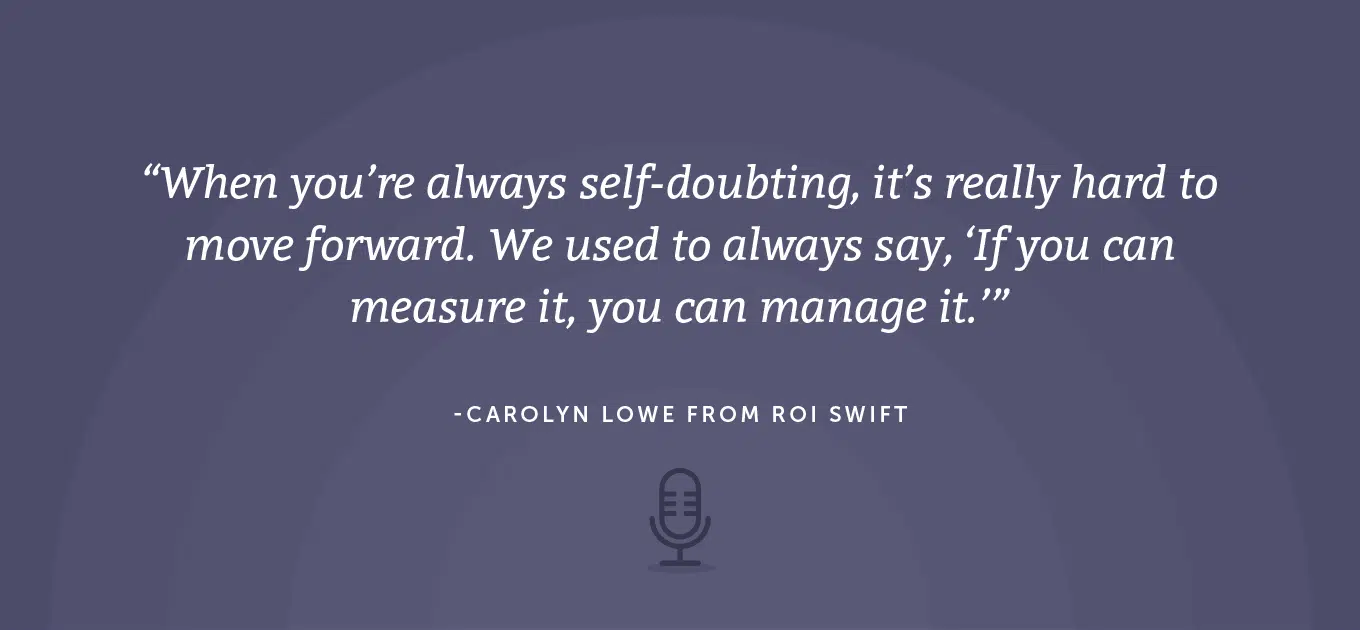 “When you’re always self-doubting, it’s really hard to
move forward. We used to always say, ‘If you can
measure it, you can manage it.’”
-CAROLYN LOWE FROM ROI SWIFT